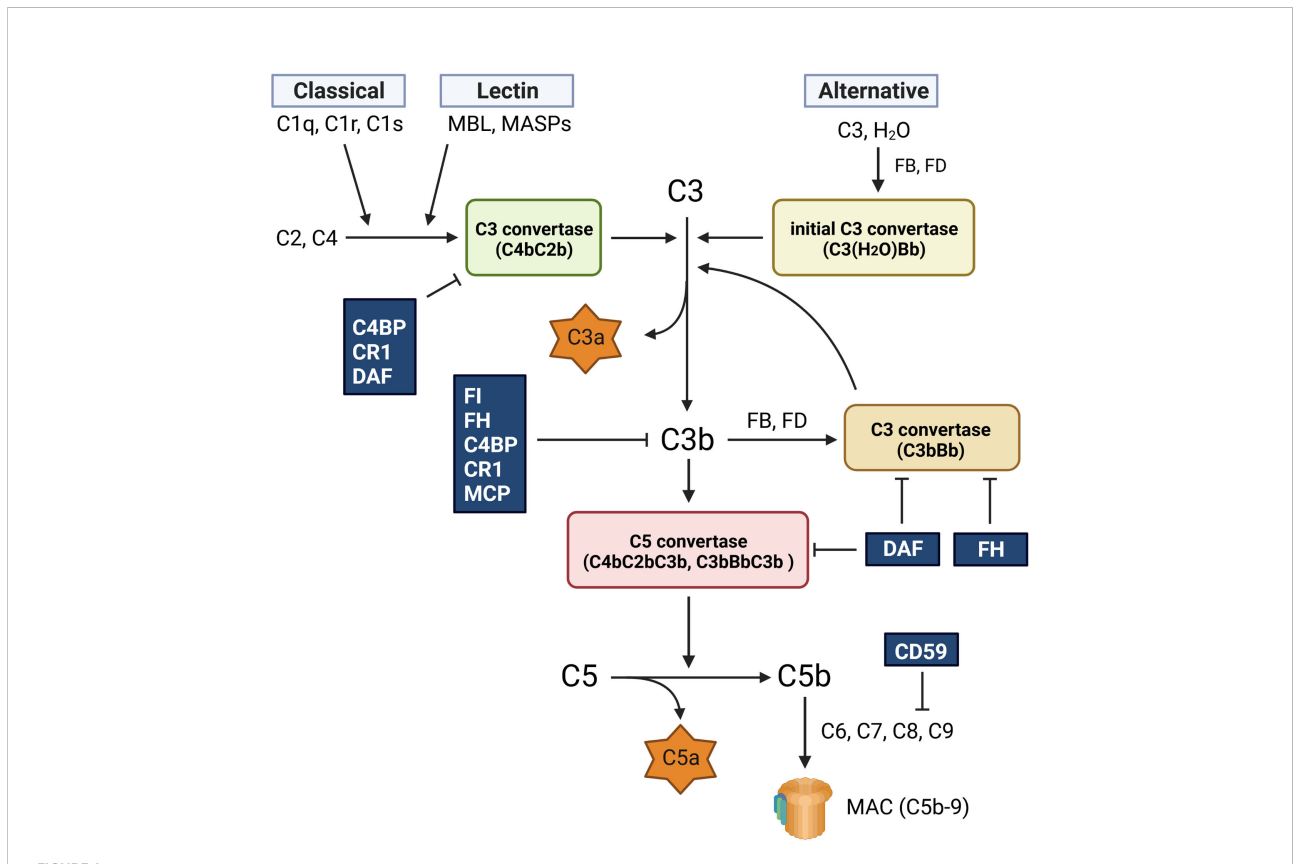 Classical
Lectin
Alternative
C1q, C1r, C1s
MBL, MASPs
C3, H₂O
FB, FD
C3
C2, C4
C3 convertase
(C4bC2b)
initial C3 convertase
(C3(H₂O)Bb)
C4BP
CR1
DAF
C3a
FI
FH
C4BP
CR1
MCP
C3b
FB, FD
C3 convertase
(C3bBb)
C5 convertase
(C4bC2bC3b, C3bBbC3b )
DAF
FH
CD59
C5
C5b
C6, C7, C8, C9
C5a
MAC (C5b-9)